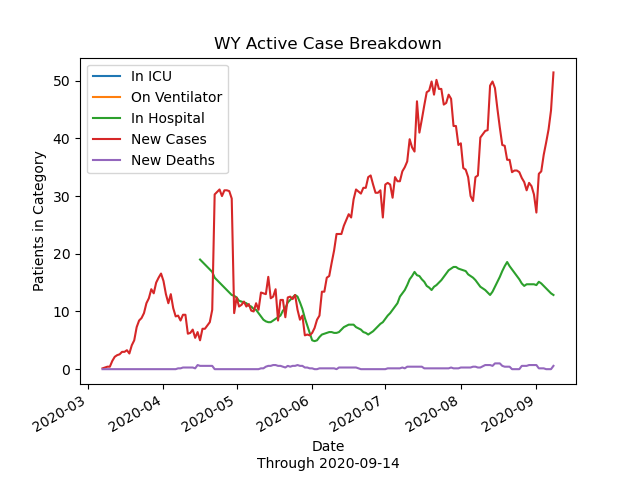 WY Active Case Breakdown
In ICU
On Ventilator
In Hospital
New Cases
New Deaths
Patients in Category
50
40
30
20
10
0
2020-03
2020-04
2020-05
2020-06
2020-07
2020-08
2020-09
Date
Through 2020-09-14